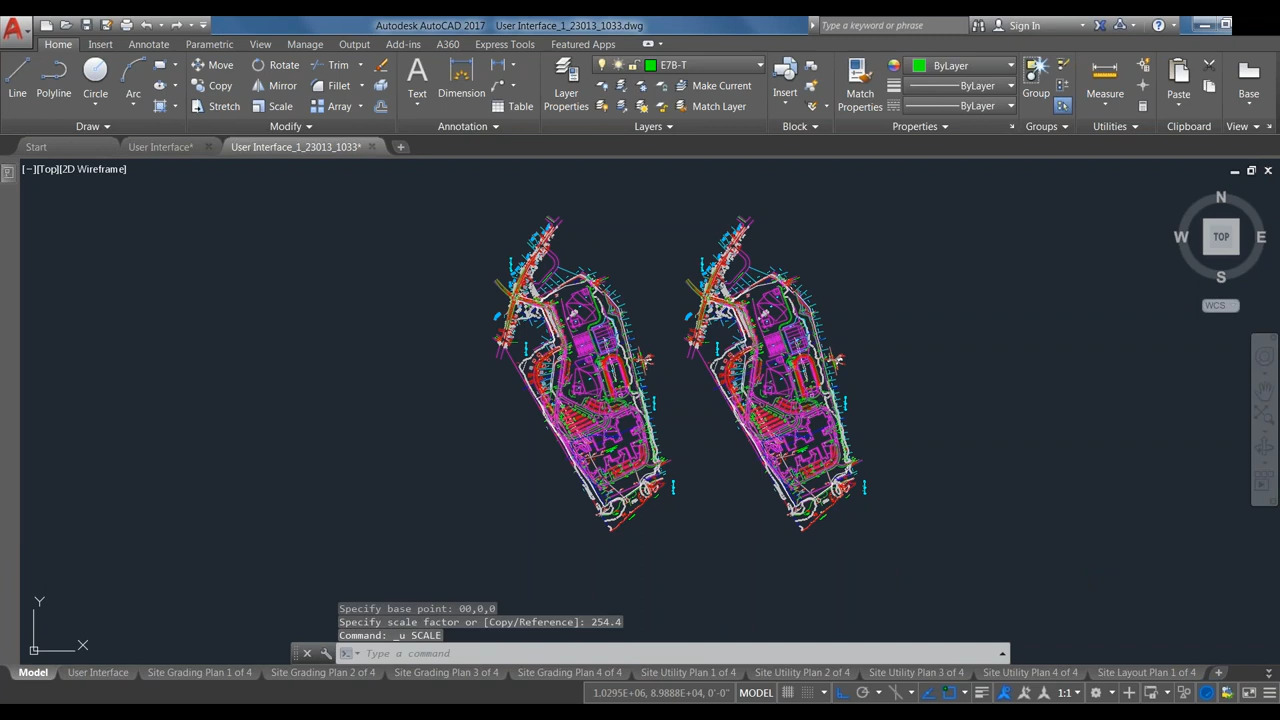 Autodesk AutoCAD 2017 User Interface_1_23013_1033.dwg
Type a keyword or phrase
Sign In
Home Insert Annotate Parametric View Manage Output Add-ins A360 Express Tools Featured Apps
Line
Polyline
Circle
Arc
Move
Rotate
Trim
Copy
Mirror
Fillet
Stretch
Scale
Array
Text
Dimension
Table
Layer
Properties
E7B-T
Make Current
Match Layer
Insert
Match
Properties
ByLayer
ByLayer
ByLayer
Group
Measure
Paste
Base
Draw Modify Annotation Layers Block Properties Groups Utilities Clipboard View
Start User Interface* User Interface_1_23013_1033*
[−][Top][2D Wireframe]
N
W TOP E
S
WCS
Y
X
Specify base point: 00,0,0
Specify scale factor or [Copy/Reference]: 254.4
Command: _u SCALE
Type a command
Model User Interface Site Grading Plan 1 of 4 Site Grading Plan 2 of 4 Site Grading Plan 3 of 4 Site Grading Plan 4 of 4 Site Utility Plan 1 of 4 Site Utility Plan 2 of 4 Site Utility Plan 3 of 4 Site Utility Plan 4 of 4 Site Layout Plan 1 of 4
1.0295E+06, 8.9888E+04, 0'-0" MODEL 1:1